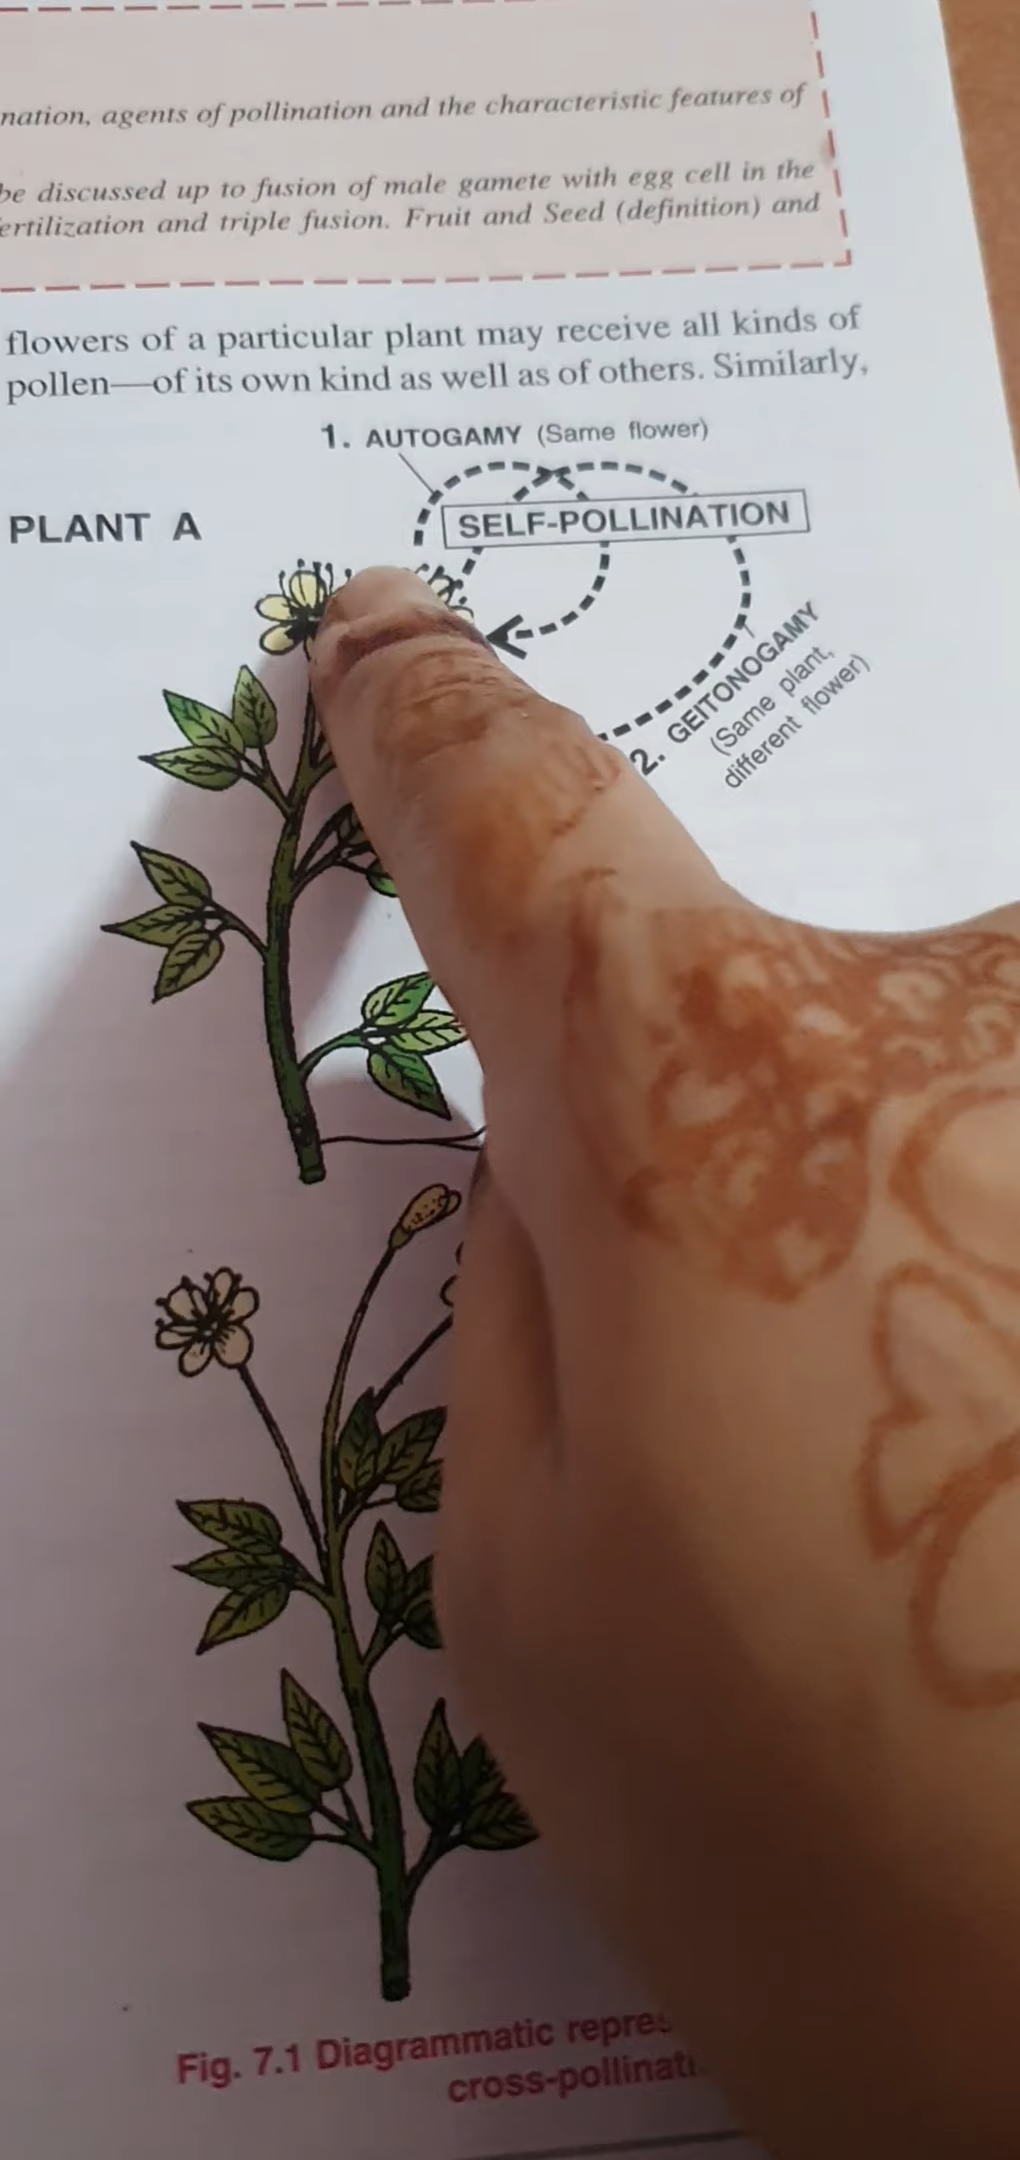 nation, agents of pollination and the characteristic features of
be discussed up to fusion of male gamete with egg cell in the
ertilization and triple fusion. Fruit and Seed (definition) and
flowers of a particular plant may receive all kinds of
pollen—of its own kind as well as of others. Similarly,
1. AUTOGAMY (Same flower)
PLANT A
SELF-POLLINATION
2. GEITONOGAMY
(Same plant,
different flower)
Fig. 7.1 Diagrammatic repres
cross-pollinati